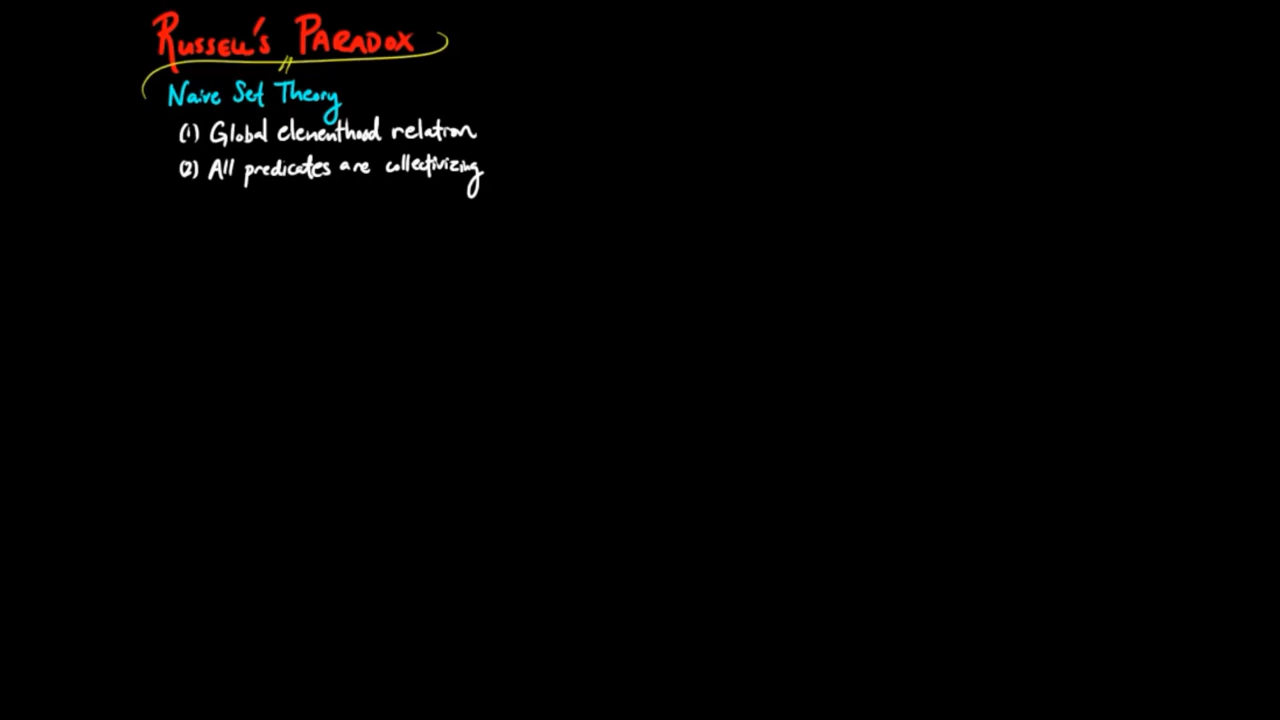 Russell's Paradox
Naive Set Theory
(1) Global elementhood relation
(2) All predicates are collectivizing